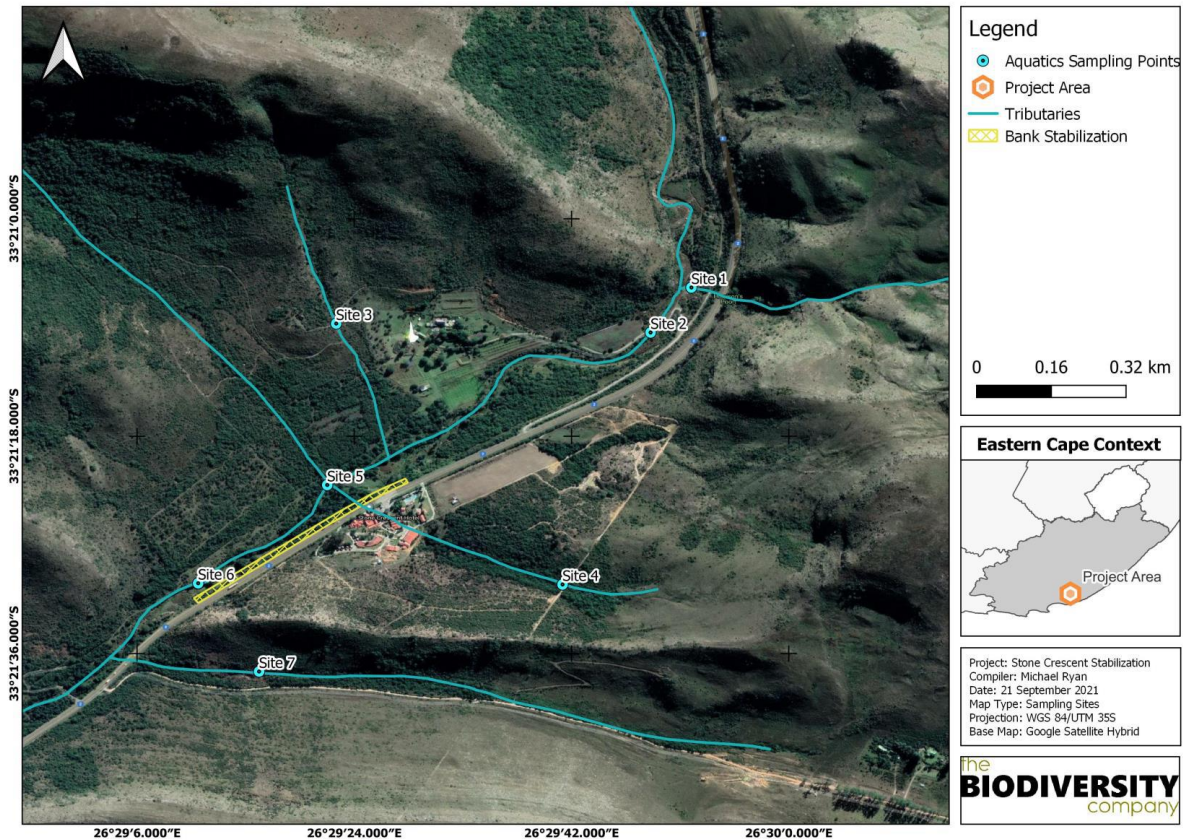 Legend
Aquatics Sampling Points
Project Area
Tributaries
Bank Stabilization
0 0.16 0.32 km
Eastern Cape Context
Project Area
Project: Stone Crescent Stabilization
Compiler: Michael Ryan
Date: 21 September 2021
Map Type: Sampling Sites
Projection: WGS 84/UTM 35S
Base Map: Google Satellite Hybrid
the
BIODIVERSITY
company
Site 1
Site 2
Site 3
Site 5
Site 4
Site 6
Site 7
33°21'0.000"S
33°21'18.000"S
33°21'36.000"S
26°29'6.000"E 26°29'24.000"E 26°29'42.000"E 26°30'0.000"E